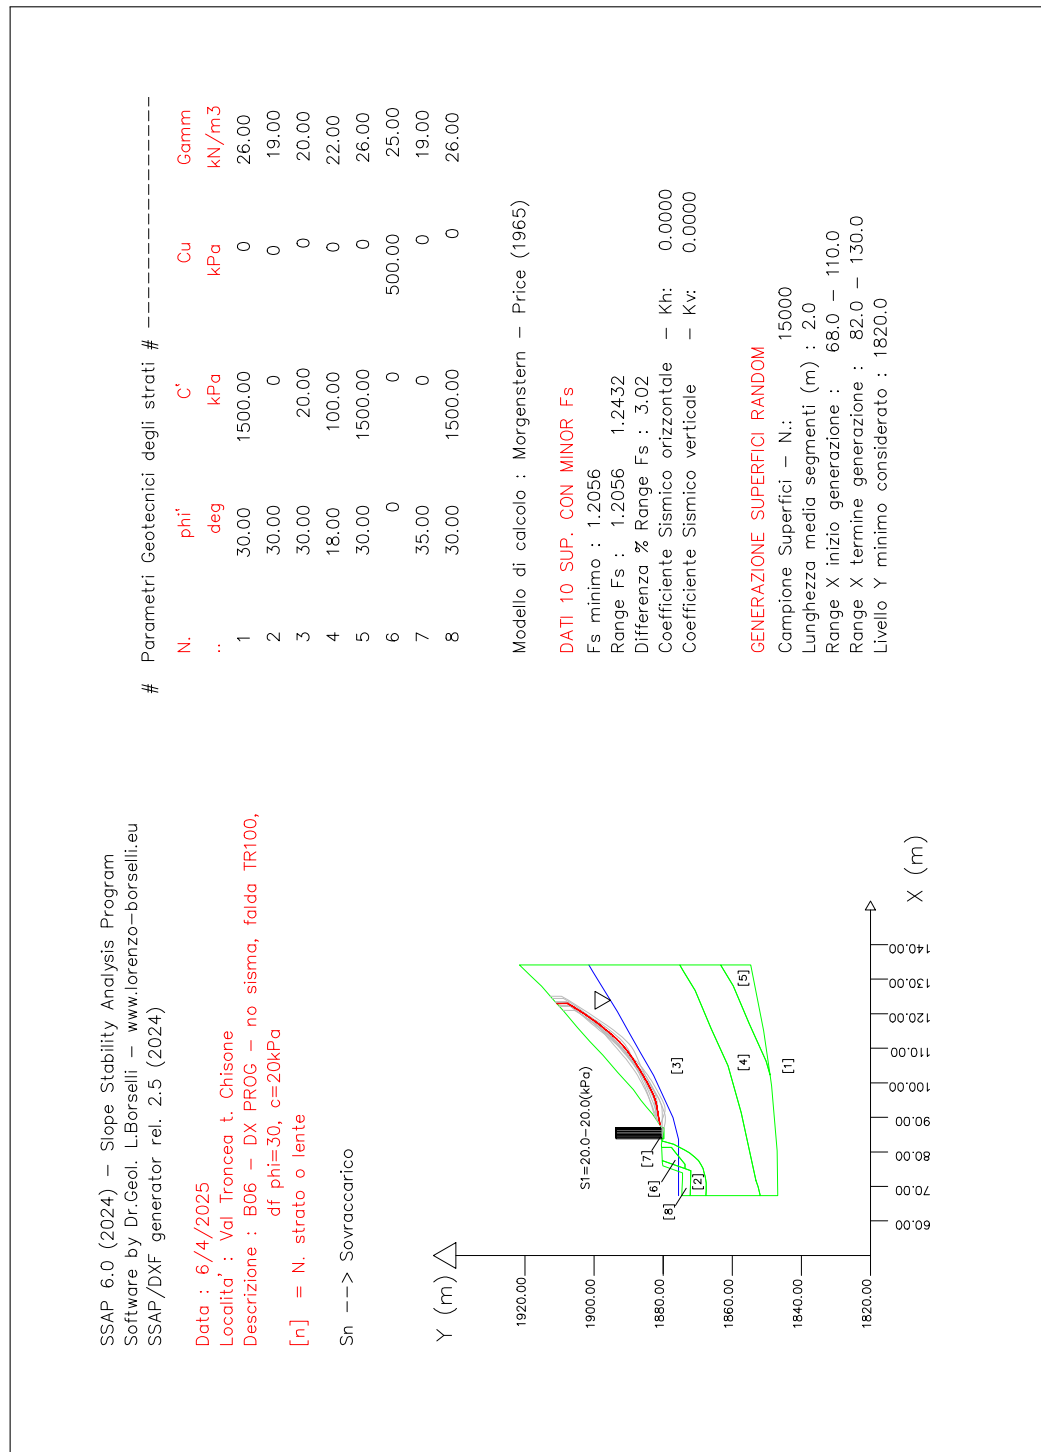 SSAP 6.0 (2024) - Slope Stability Analysis Program
Software by Dr.Geol. L.Borselli - www.lorenzo-borselli.eu
SSAP/DXF generator rel. 2.5 (2024)
Data : 6/4/2025
Localita' : Val Troncea t. Chisone
Descrizione : B06 - DX PROG - no sisma, falda TR100,
df phi=30, c=20kPa
[n] = N. strato o lente
Sn --> Sovraccarico
# Parametri Geotecnici degli strati # ----------------------
N. phi' C' Cu Gamm
.. deg kPa kPa kN/m3
1 30.00 1500.00 0 26.00
2 30.00 0 0 19.00
3 30.00 20.00 0 20.00
4 18.00 100.00 0 22.00
5 30.00 1500.00 0 26.00
6 0 0 500.00 25.00
7 35.00 0 0 19.00
8 30.00 1500.00 0 26.00
Modello di calcolo : Morgenstern - Price (1965)
DATI 10 SUP. CON MINOR Fs
Fs minimo : 1.2056
Range Fs : 1.2056 1.2432
Differenza % Range Fs : 3.02
Coefficiente Sismico orizzontale - Kh: 0.0000
Coefficiente Sismico verticale - Kv: 0.0000
GENERAZIONE SUPERFICI RANDOM
Campione Superfici - N.: 15000
Lunghezza media segmenti (m) : 2.0
Range X inizio generazione : 68.0 - 110.0
Range X termine generazione : 82.0 - 130.0
Livello Y minimo considerato : 1820.0
Y (m)
1920.00
1900.00
1880.00
1860.00
1840.00
1820.00
S1=20.0-20.0(kPa)
[7]
[6]
[8]
[2]
[3]
[4]
[5]
[1]
60.00
70.00
80.00
90.00
100.00
110.00
120.00
130.00
140.00
X (m)